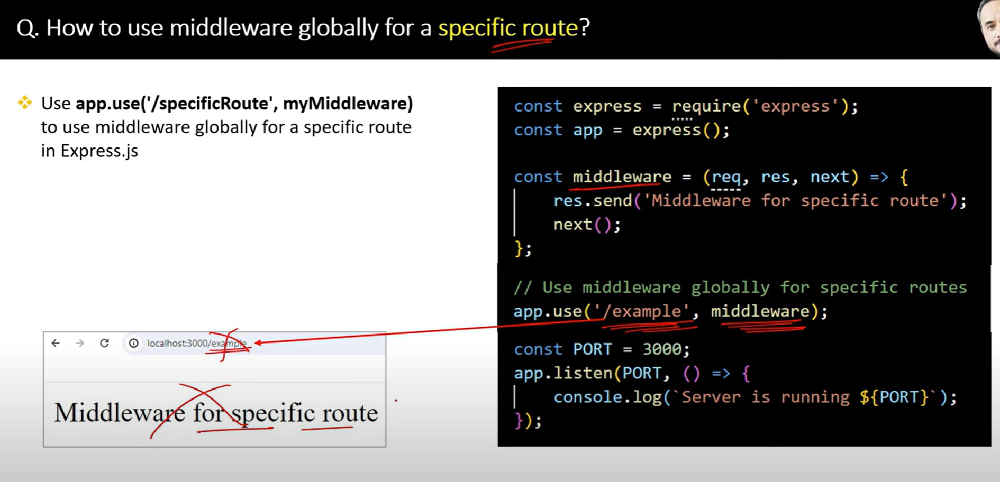 Q. How to use middleware globally for a specific route?
Use app.use('/specificRoute', myMiddleware)
to use middleware globally for a specific route
in Express.js
const express = require('express');
const app = express();
const middleware = (req, res, next) => {
res.send('Middleware for specific route');
next();
};
// Use middleware globally for specific routes
app.use('/example', middleware);
const PORT = 3000;
app.listen(PORT, () => {
console.log(`Server is running ${PORT}`);
});
localhost:3000/example
Middleware for specific route